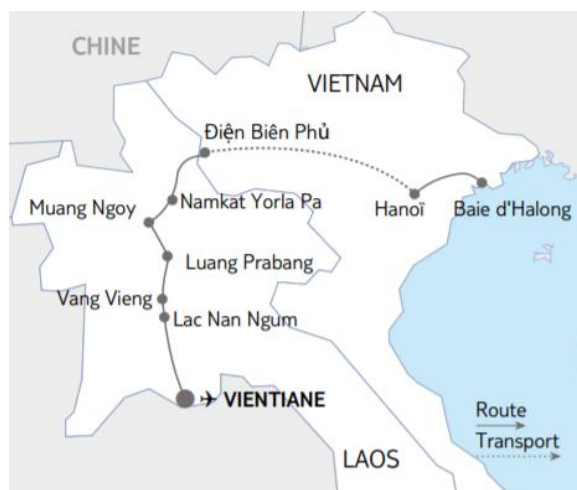 CHINE
VIETNAM
Điện Biên Phủ
Muang Ngoy
Namkat Yorla Pa
Hanoï
Baie d'Halong
Luang Prabang
Vang Vieng
Lac Nan Ngum
VIENTIANE
Route
Transport
LAOS